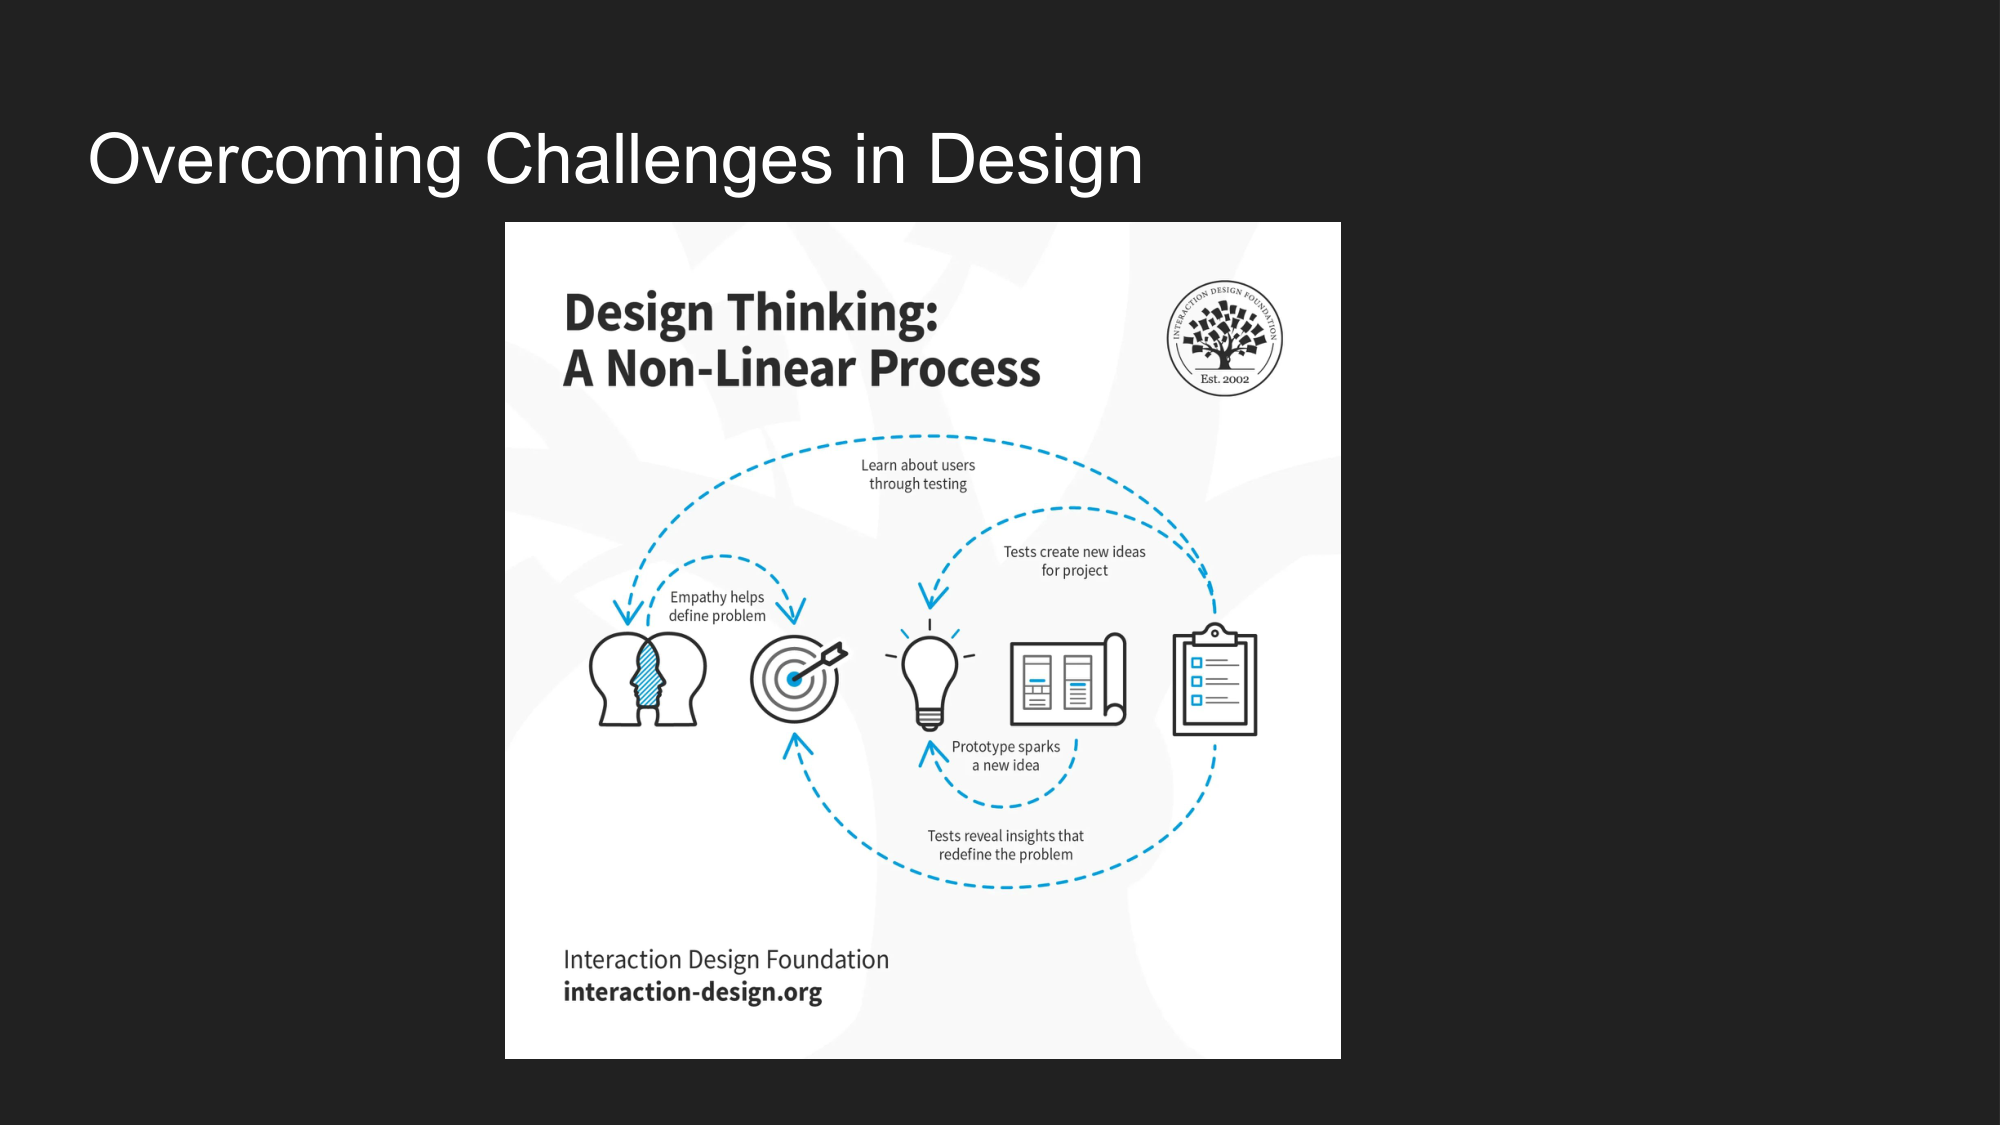 Overcoming Challenges in Design
Design Thinking:
A Non-Linear Process
INTERACTION DESIGN FOUNDATION
Est. 2002
Learn about users
through testing
Tests create new ideas
for project
Empathy helps
define problem
Prototype sparks
a new idea
Tests reveal insights that
redefine the problem
Interaction Design Foundation
interaction-design.org